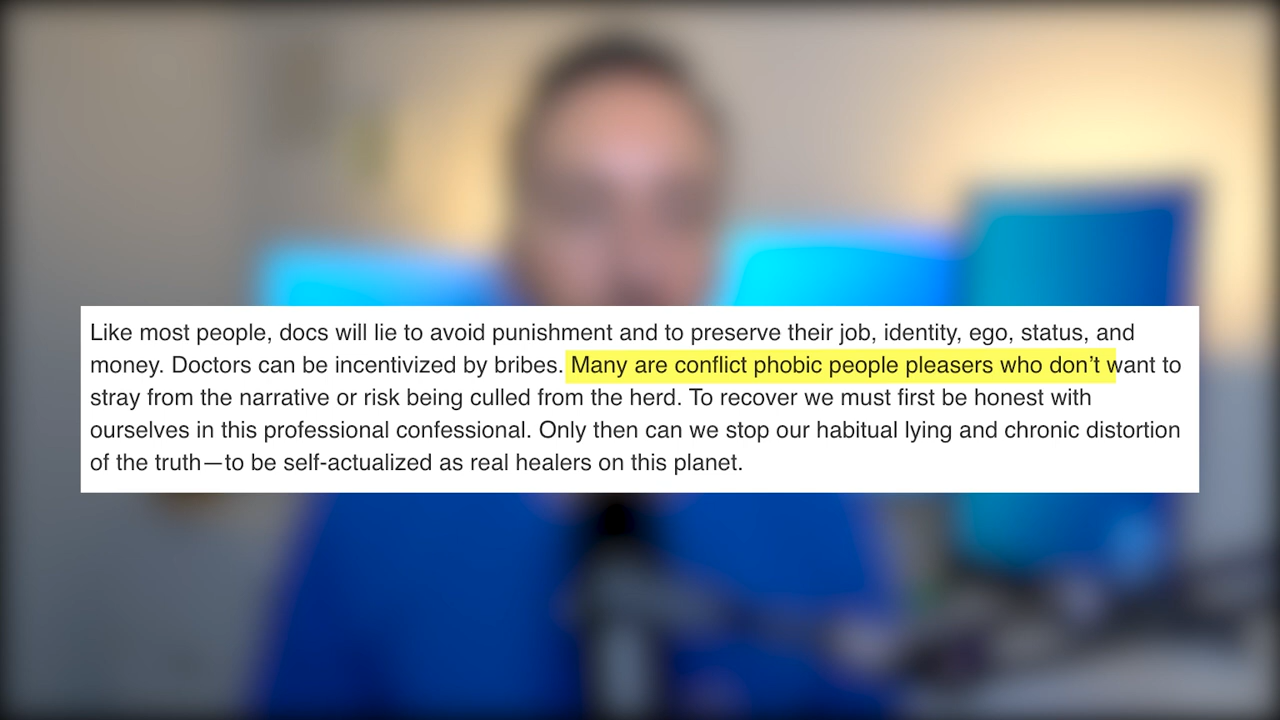 Like most people, docs will lie to avoid punishment and to preserve their job, identity, ego, status, and
money. Doctors can be incentivized by bribes. Many are conflict phobic people pleasers who don’t want to
stray from the narrative or risk being culled from the herd. To recover we must first be honest with
ourselves in this professional confessional. Only then can we stop our habitual lying and chronic distortion
of the truth—to be self-actualized as real healers on this planet.